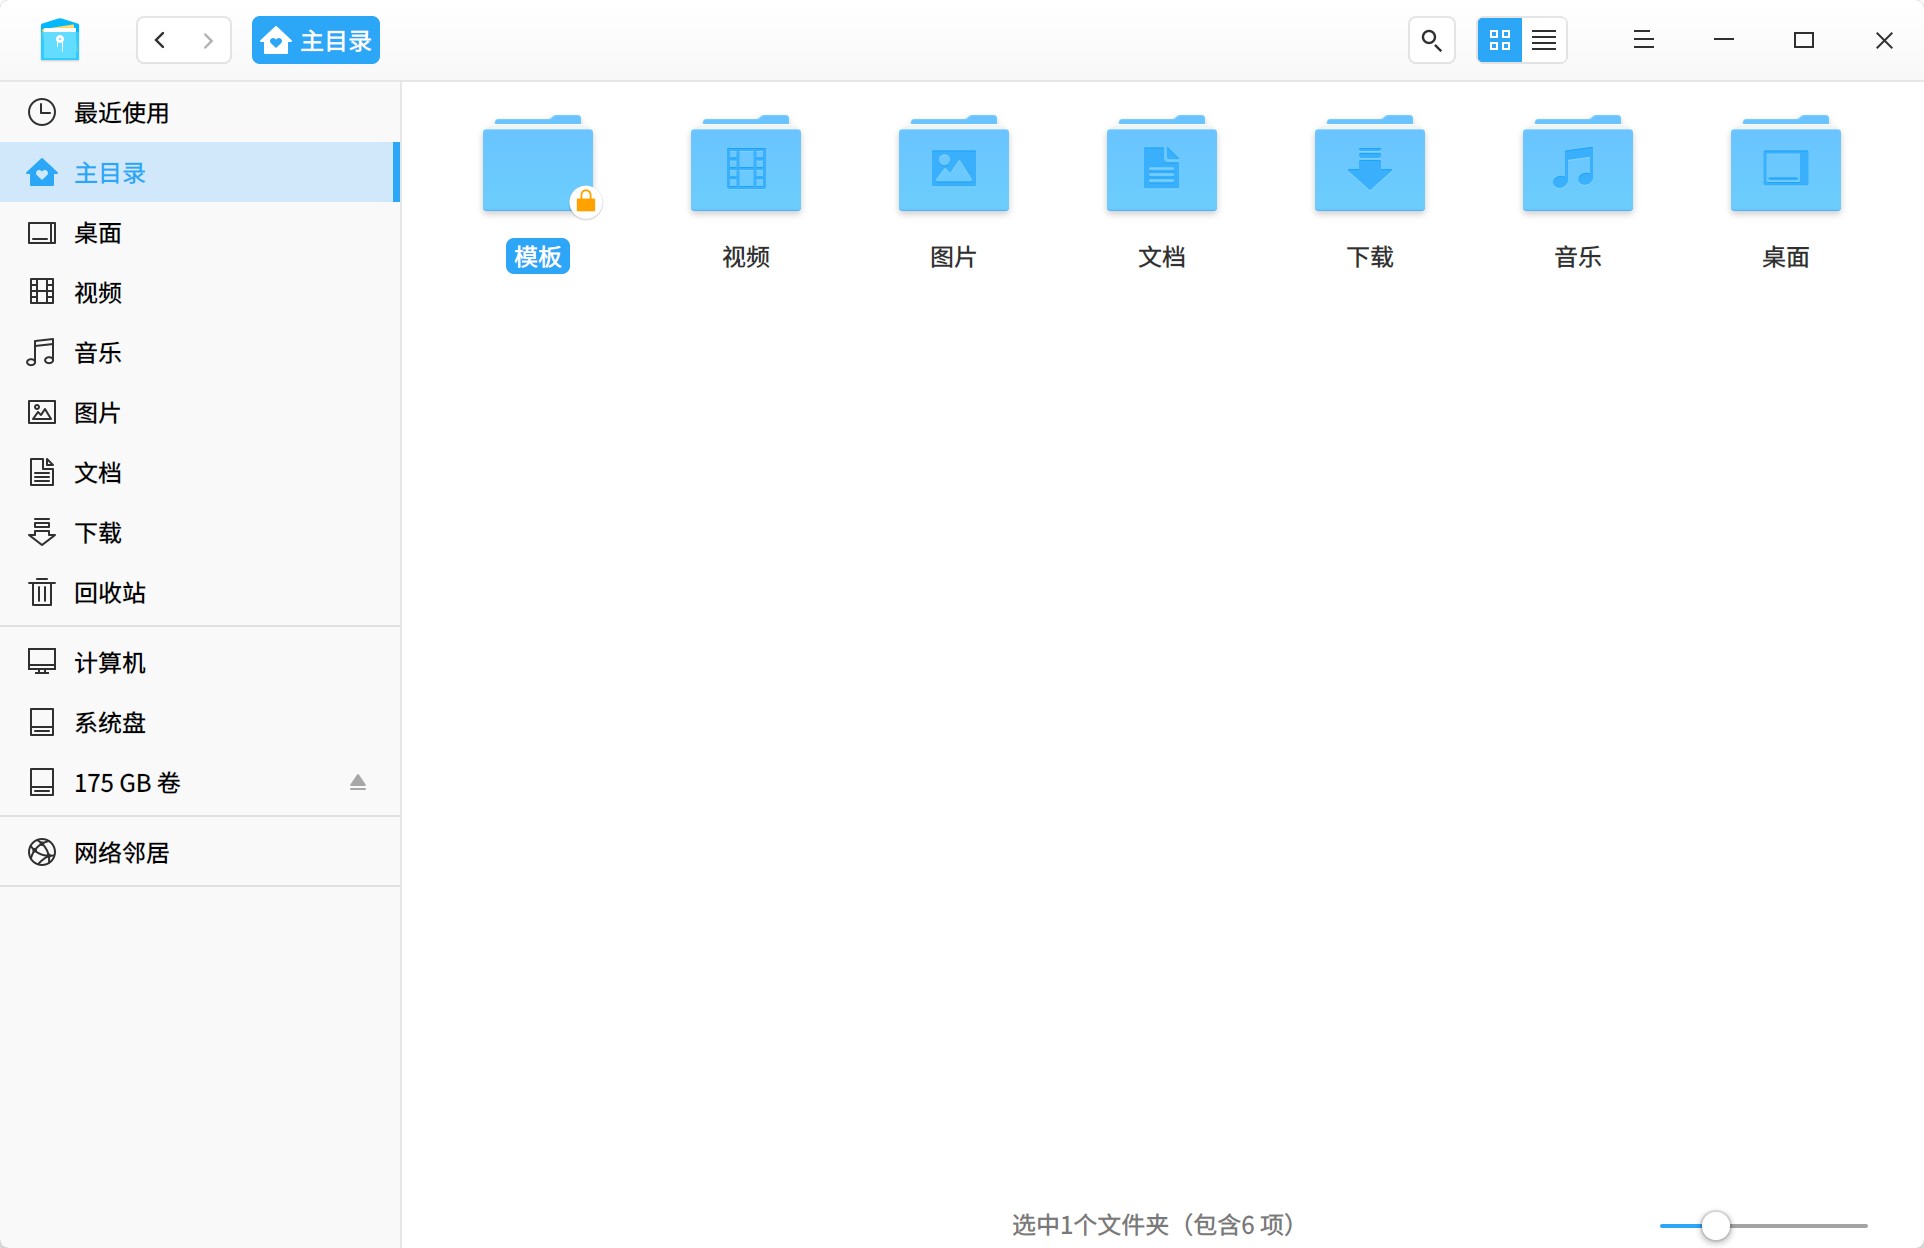 主目录
最近使用
主目录
桌面
视频
音乐
图片
文档
下载
回收站
计算机
系统盘
175 GB 卷
网络邻居
模板
视频
图片
文档
下载
音乐
桌面
选中1个文件夹（包含6 项）